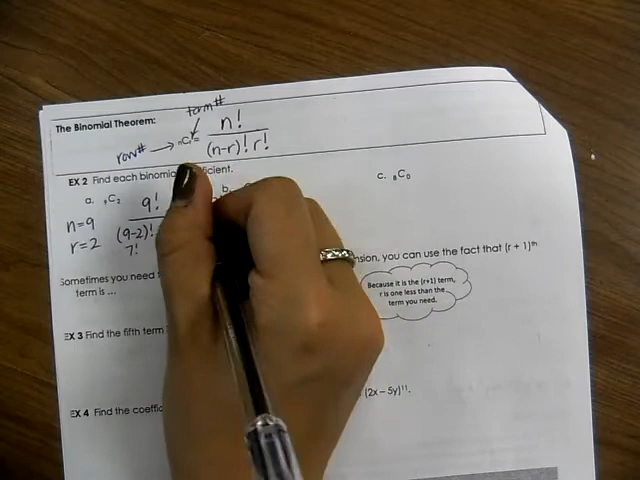 term#
The Binomial Theorem:
n!
row# → nCr =
(n-r)! r!
EX 2 Find each binomi ficient.
a. 9C2
9!
b.
c. 8C0
n=9
r=2
(9-2)!
7!
Sometimes you need nsion, you can use the fact that (r + 1)th
term is ...
Because it is the (r+1) term,
r is one less than the
term you need.
EX 3 Find the fifth term
EX 4 Find the coeffic (2x – 5y)11.